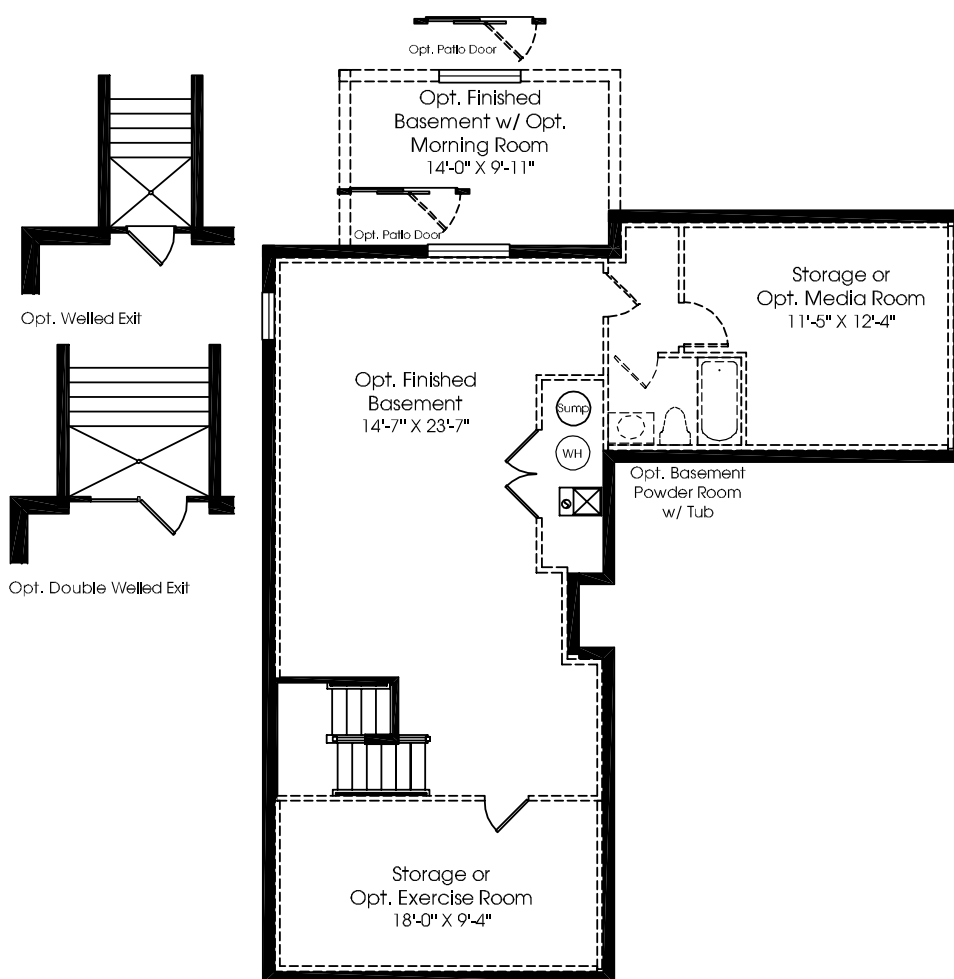 Opt. Patio Door
Opt. Finished
Basement w/ Opt.
Morning Room
14'-0" X 9'-11"
Opt. Patio Door
Opt. Welled Exit
Storage or
Opt. Media Room
11'-5" X 12'-4"
Opt. Finished
Basement
14'-7" X 23'-7"
Sump
WH
Opt. Basement
Powder Room
w/ Tub
Opt. Double Welled Exit
Storage or
Opt. Exercise Room
18'-0" X 9'-4"